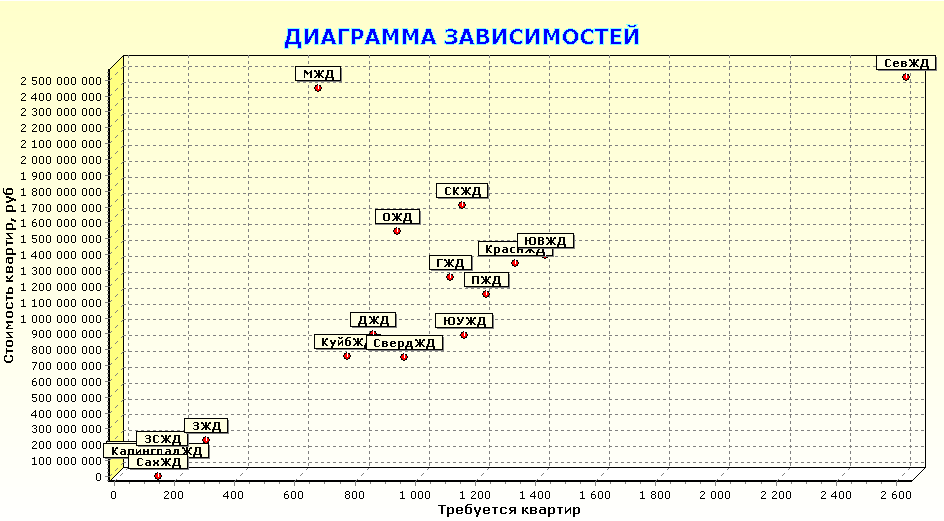 ДИАГРАММА ЗАВИСИМОСТЕЙ
СевЖД
МЖД
2 500 000 000
2 400 000 000
2 300 000 000
2 200 000 000
2 100 000 000
2 000 000 000
1 900 000 000
1 800 000 000
1 700 000 000
1 600 000 000
1 500 000 000
1 400 000 000
1 300 000 000
1 200 000 000
1 100 000 000
1 000 000 000
900 000 000
800 000 000
700 000 000
600 000 000
500 000 000
400 000 000
300 000 000
200 000 000
100 000 000
0
Стоимость квартир, руб
СКЖД
ОЖД
ЮВЖД
КраснЖД
ГЖД
ПЖД
ДЖД
ЮУЖД
КуйбЖД
СвердЖД
ЗЖД
ЗСЖД
КалинградЖД
СахЖД
0 200 400 600 800 1 000 1 200 1 400 1 600 1 800 2 000 2 200 2 400 2 600
Требуется квартир